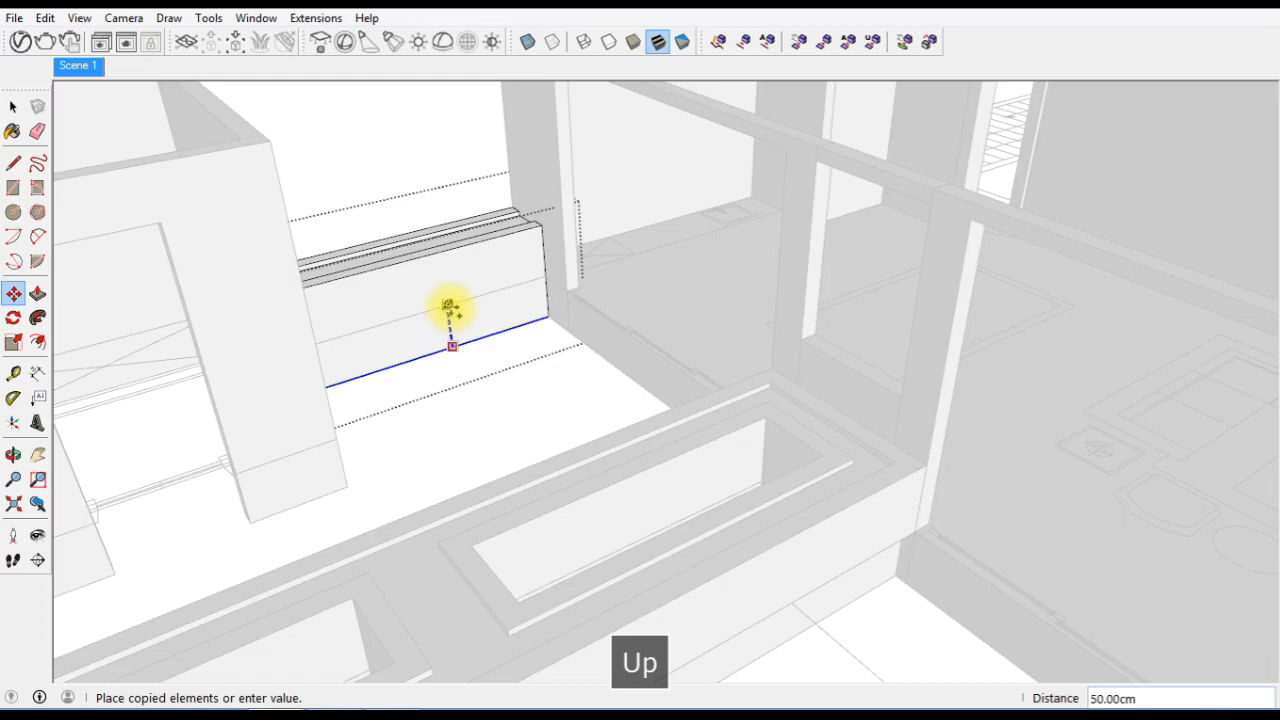 File Edit View Camera Draw Tools Window Extensions Help
Scene 1
Up
Place copied elements or enter value.
Distance 50.00cm